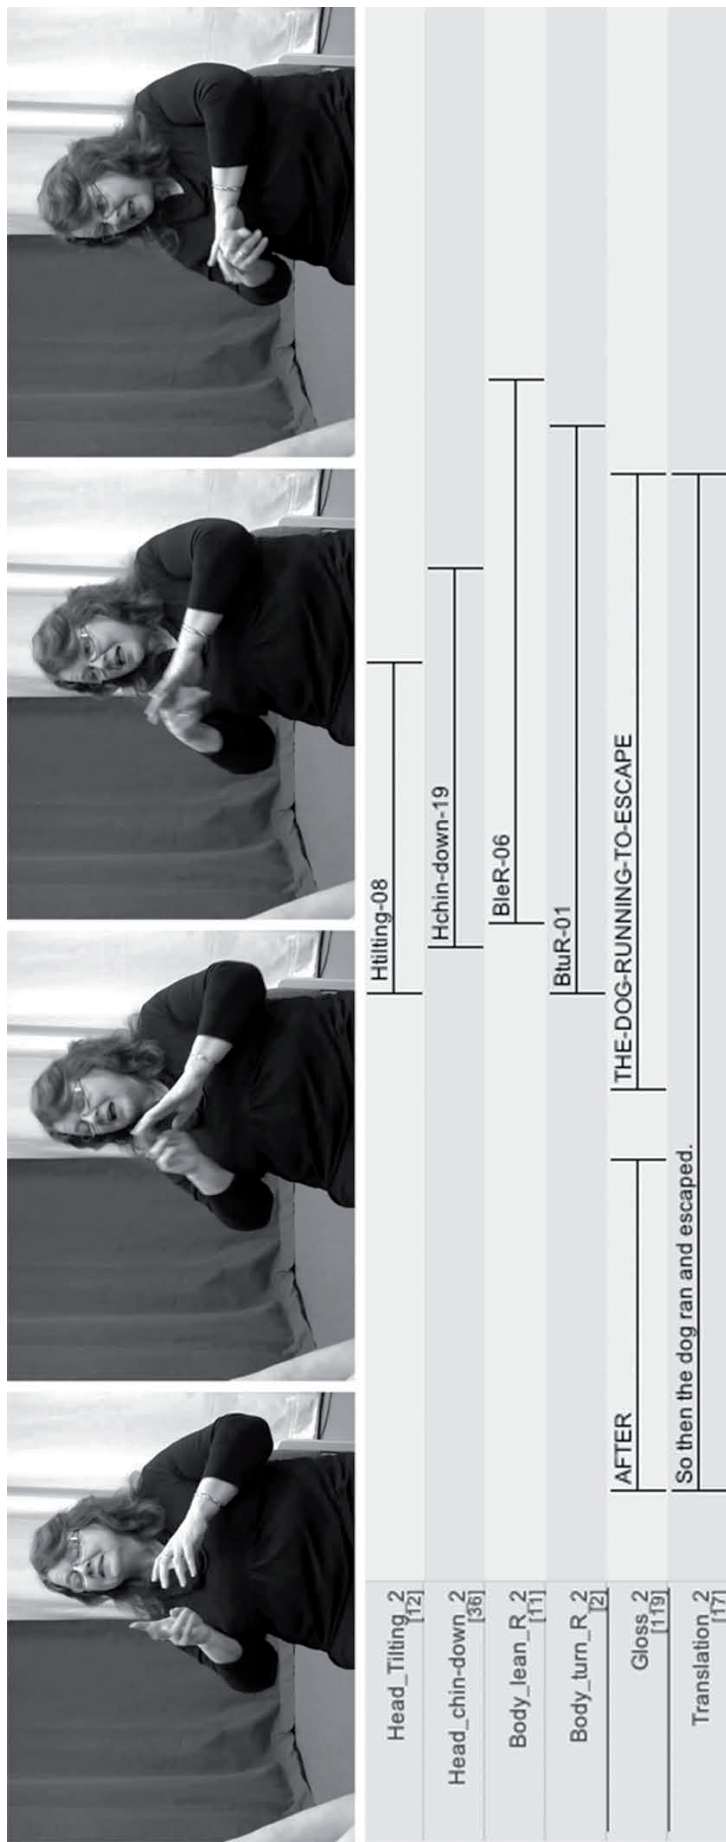 Head_Tilting_2
[12]
Htilting-08
Head_chin-down_2
[36]
Hchin-down-19
Body_lean_R_2
[11]
BleR-06
Body_turn_R_2
[2]
BtuR-01
Gloss_2
[119]
AFTER
THE-DOG-RUNNING-TO-ESCAPE
Translation_2
[17]
So then the dog ran and escaped.